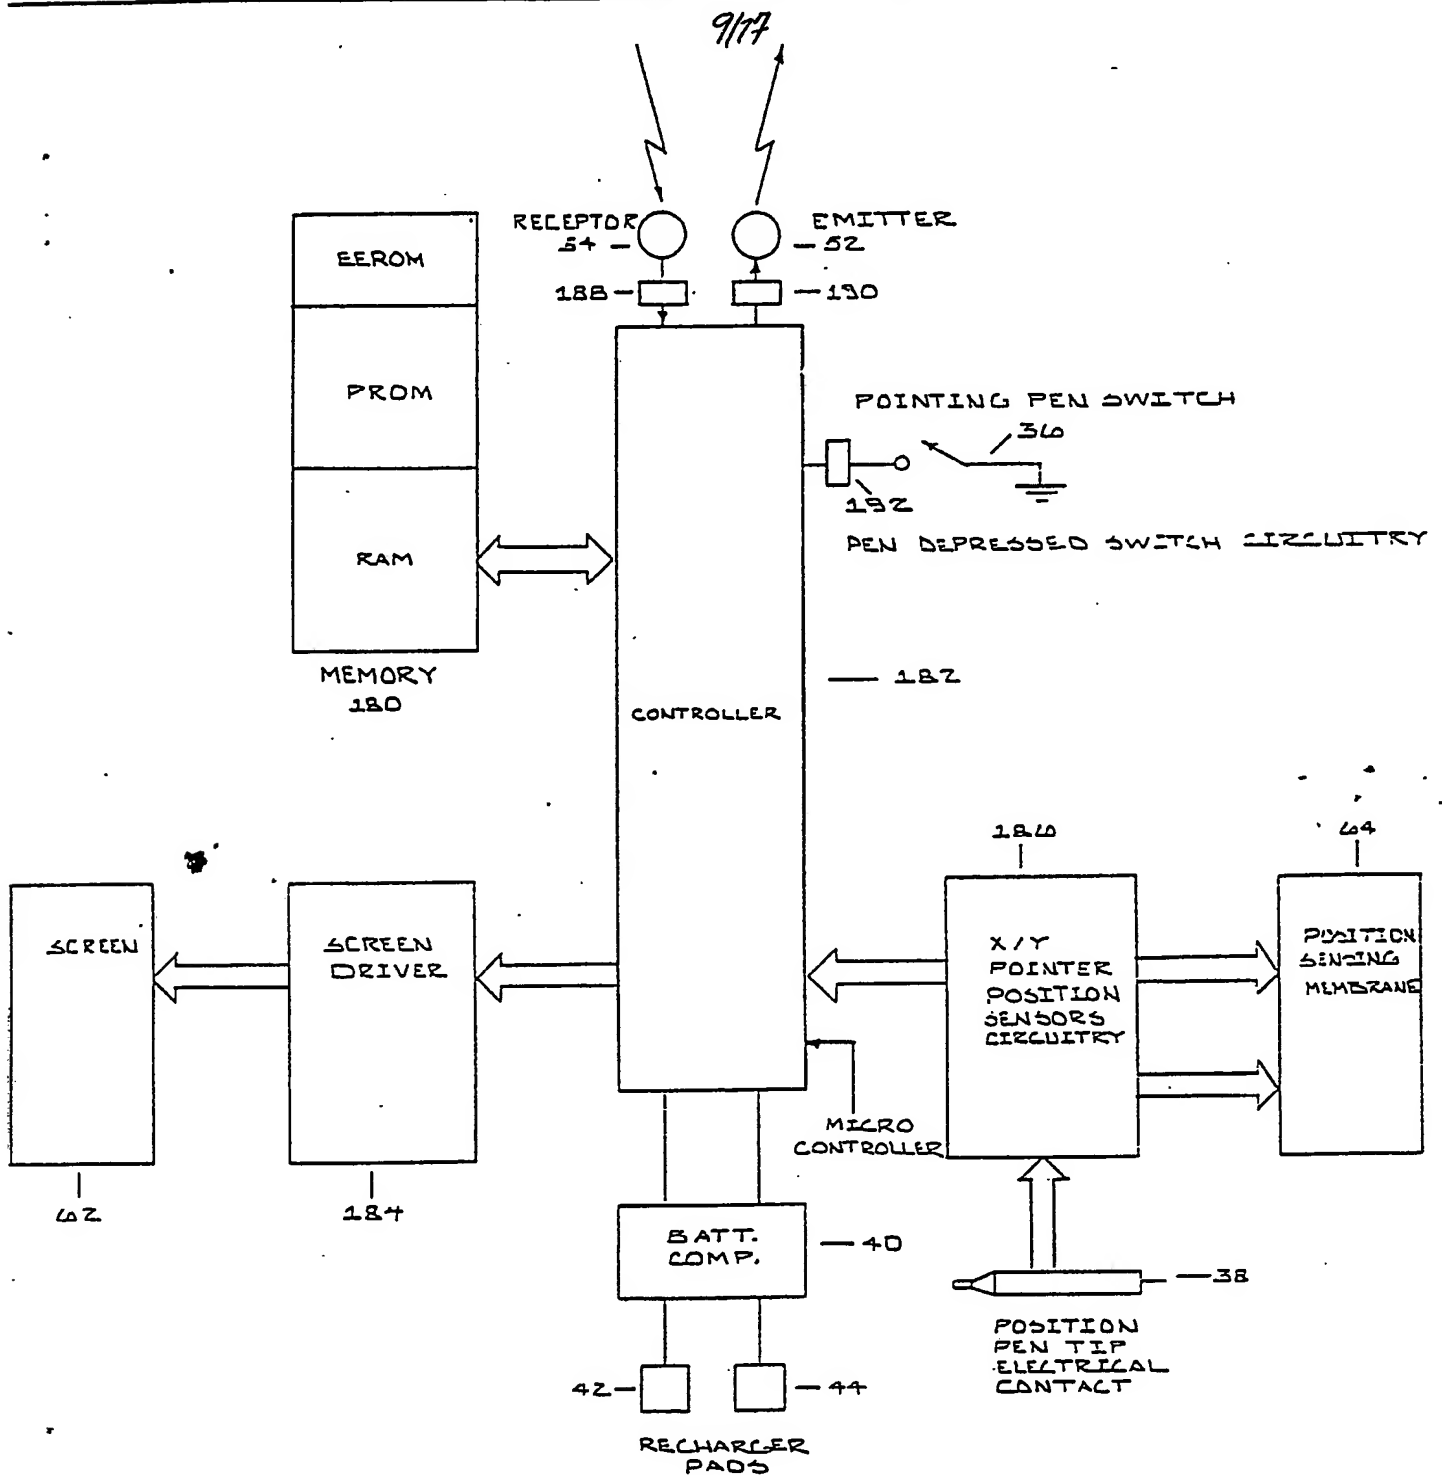 9/17
RECEPTOR
54
EMITTER
52
188
190
EEROM
PROM
RAM
MEMORY
180
POINTING PEN SWITCH
36
192
PEN DEPRESSED SWITCH CIRCUITRY
182
CONTROLLER
186
64
SCREEN
SCREEN
DRIVER
X/Y
POINTER
POSITION
SENSORS
CIRCUITRY
POSITION
SENSING
MEMBRANE
MICRO
CONTROLLER
62
184
BATT.
COMP.
40
38
POSITION
PEN TIP
ELECTRICAL
CONTACT
42
44
RECHARGER
PADS